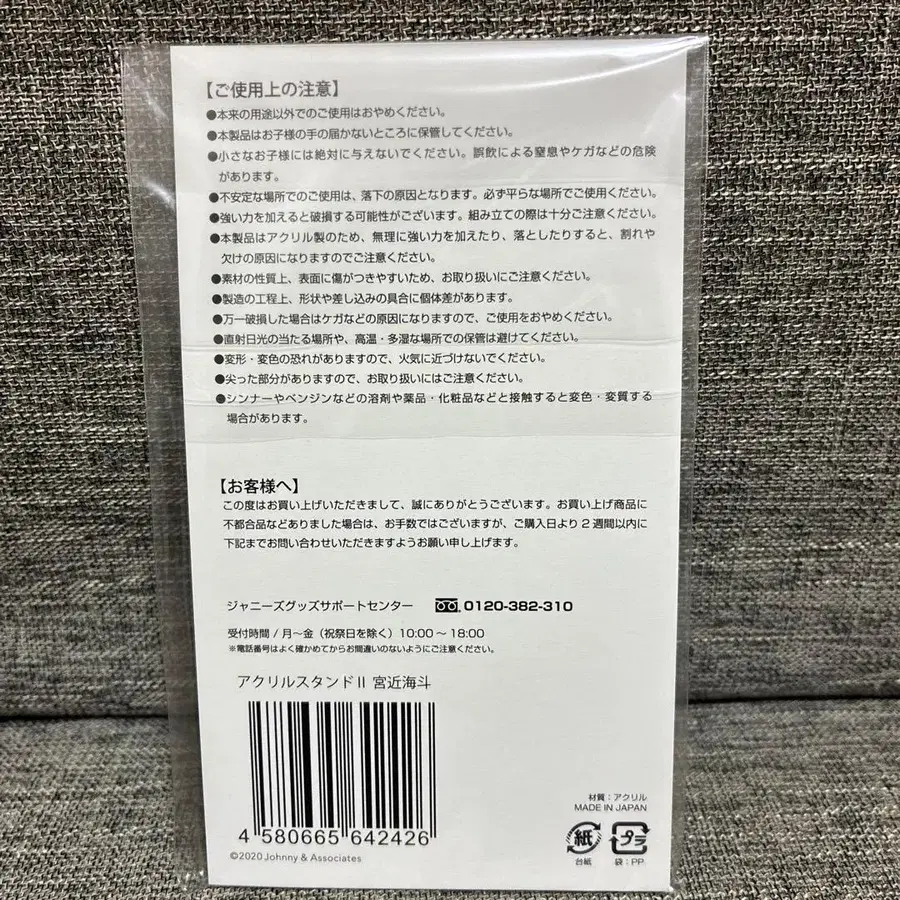 【ご使用上の注意】
●本来の用途以外でのご使用はおやめください。
●本製品はお子様の手の届かないところに保管してください。
●小さなお子様には絶対に与えないでください。誤飲による窒息やケガなどの危険
があります。
●不安定な場所でのご使用は、落下の原因となります。必ず平らな場所でご使用ください。
●強い力を加えると破損する可能性がございます。組み立ての際は十分ご注意ください。
●本製品はアクリル製のため、無理に強い力を加えたり、落としたりすると、割れや
欠けの原因になりますのでご注意ください。
●素材の性質上、表面に傷がつきやすいため、お取り扱いにご注意ください。
●製造の工程上、形状や差し込みの具合に個体差があります。
●万一破損した場合はケガなどの原因になりますので、ご使用をおやめください。
●直射日光の当たる場所や、高温・多湿な場所での保管は避けてください。
●変形・変色の恐れがありますので、火気に近づけないでください。
●尖った部分がありますので、お取り扱いにはご注意ください。
●シンナーやベンジンなどの溶剤や薬品・化粧品などと接触すると変色・変質する
場合があります。
【お客様へ】
この度はお買い上げいただきまして、誠にありがとうございます。お買い上げ商品に
不都合品などありました場合は、お手数ではございますが、ご購入日より2週間以内に
下記までお問い合わせいただきますようお願い申し上げます。
ジャニーズグッズサポートセンター 0120-382-310
受付時間/月〜金（祝祭日を除く）10:00〜18:00
※電話番号はよく確かめてからお間違いのないようにご注意ください。
アクリルスタンドⅡ 宮近海斗
4 580665 642426
©2020 Johnny & Associates
材質：アクリル
MADE IN JAPAN
紙 プラ
台紙 袋：PP